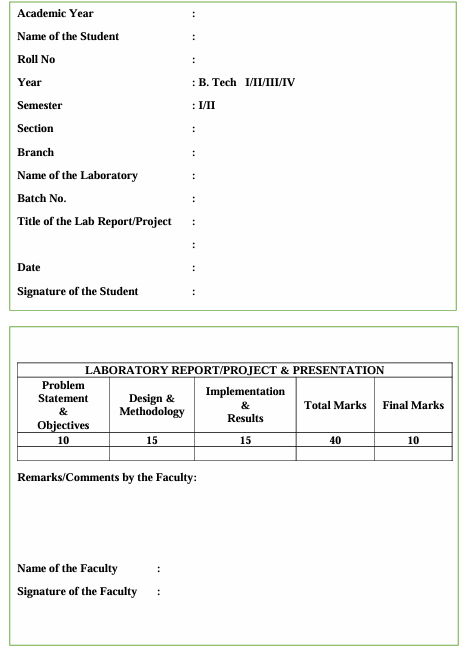 Academic Year :
Name of the Student :
Roll No :
Year : B. Tech I/II/III/IV
Semester : I/II
Section :
Branch :
Name of the Laboratory :
Batch No. :
Title of the Lab Report/Project :
:
Date :
Signature of the Student :
LABORATORY REPORT/PROJECT & PRESENTATION
Problem Statement & Objectives Design & Methodology Implementation & Results Total Marks Final Marks
10 15 15 40 10
Remarks/Comments by the Faculty:
Name of the Faculty :
Signature of the Faculty :